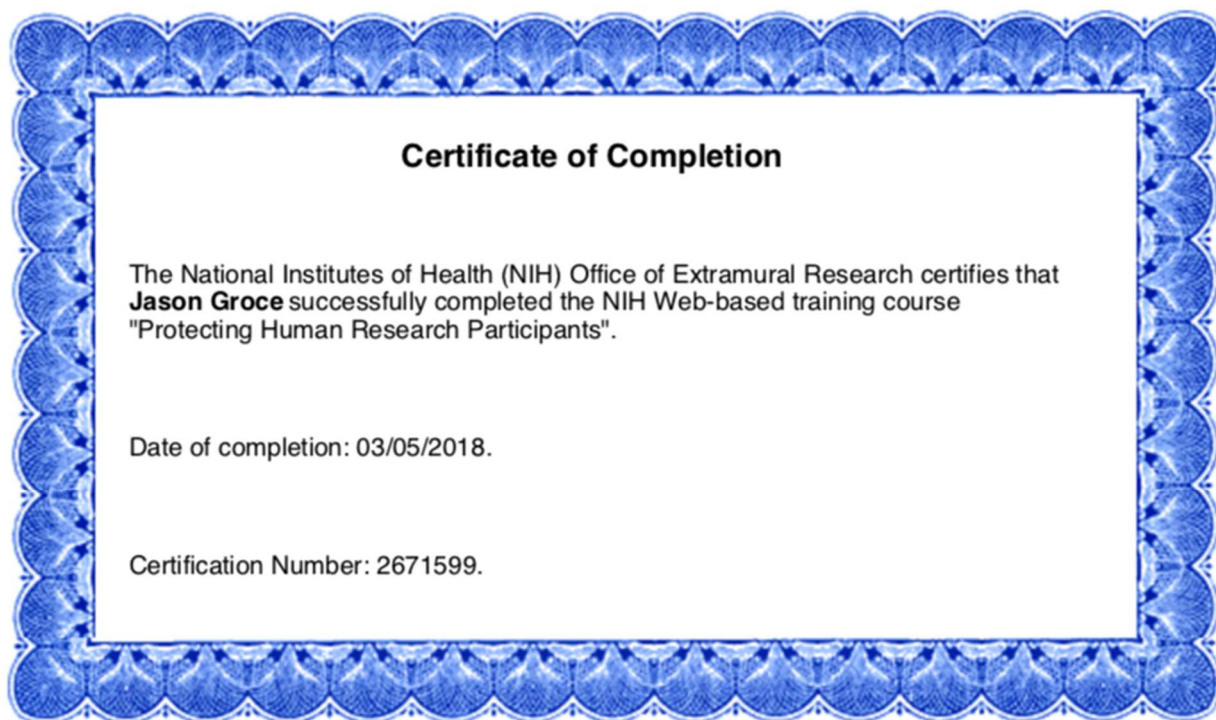 Certificate of Completion
The National Institutes of Health (NIH) Office of Extramural Research certifies that
Jason Groce successfully completed the NIH Web-based training course
"Protecting Human Research Participants".
Date of completion: 03/05/2018.
Certification Number: 2671599.